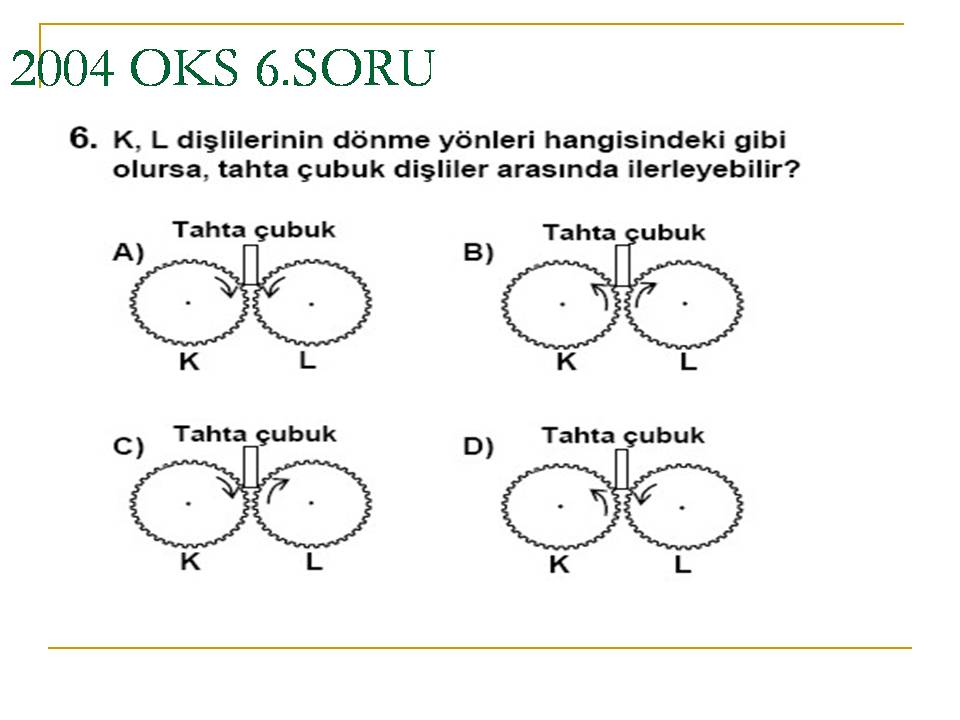 2004 OKS 6.SORU
6. K, L dişlilerinin dönme yönleri hangisindeki gibi
olursa, tahta çubuk dişliler arasında ilerleyebilir?
A) Tahta çubuk
K L
B) Tahta çubuk
K L
C) Tahta çubuk
K L
D) Tahta çubuk
K L